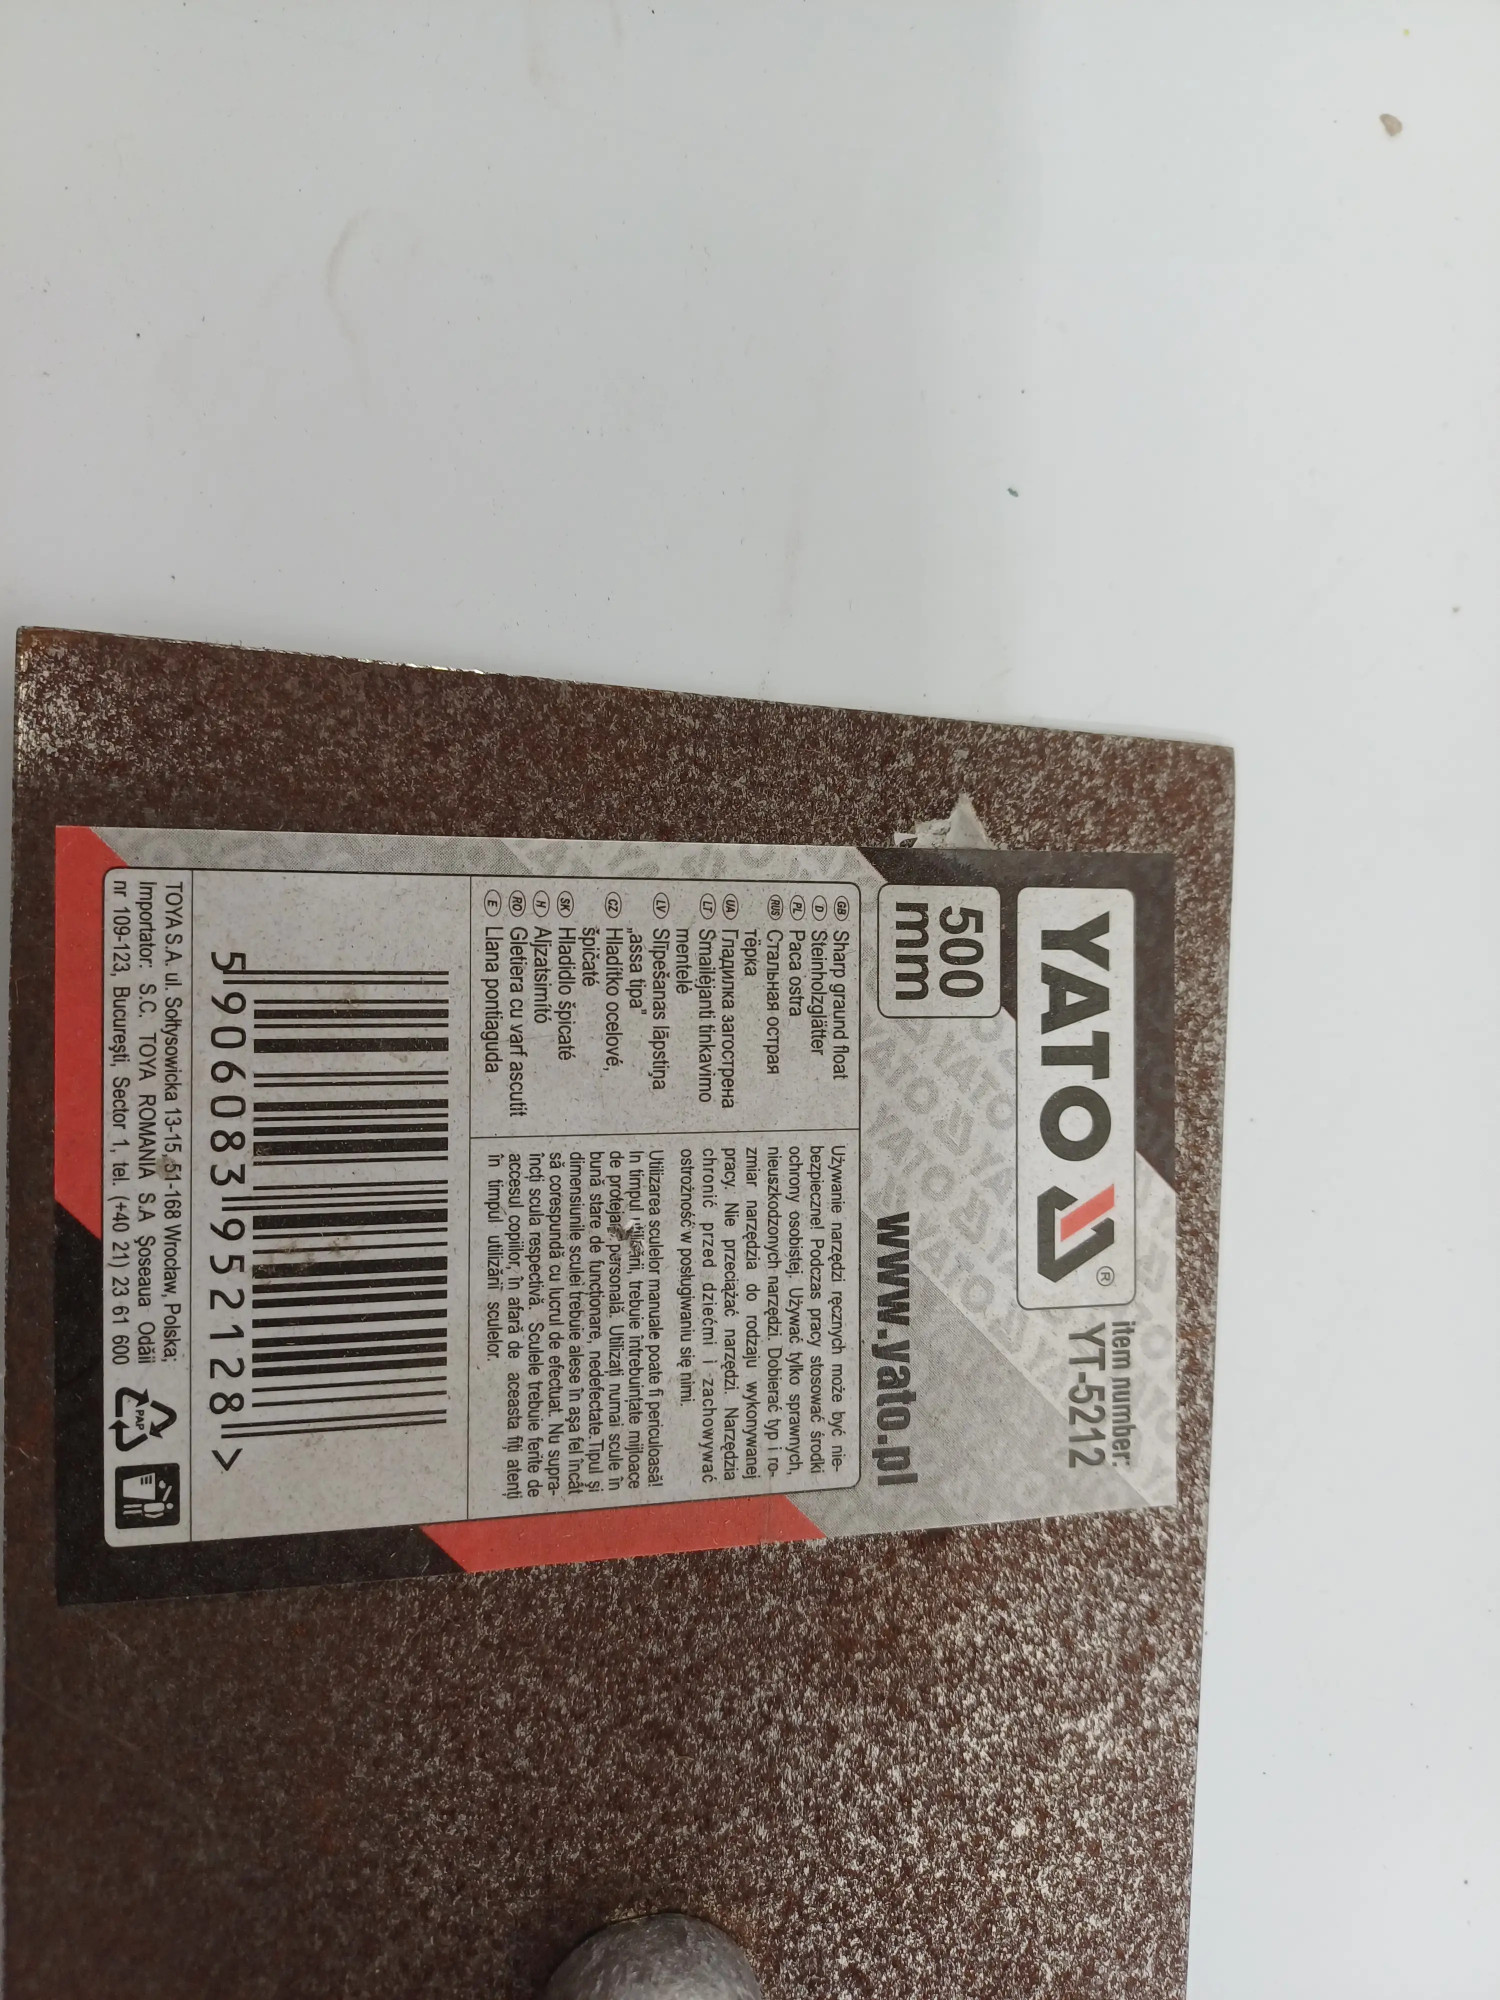 YATO ®
item number:
YT-5212
500
mm
www.yato.pl
GB Sharp graund float
D Steinholzglätter
PL Paca ostra
RUS Стальная острая
тёрка
UA Гладилка загострена
LT Smailėjanti tinkavimo
mentelė
LV Slīpešanas lāpstiņa
„assa tipa"
CZ Hladítko ocelové,
špičaté
SK Hladidlo špicaté
H Aljzatsimító
RO Gletiera cu varf ascutit
E Llana pontiaguda
Używanie narzędzi ręcznych może być nie-
bezpieczne! Podczas pracy stosować środki
ochrony osobistej. Używać tylko sprawnych,
nieuszkodzonych narzędzi. Dobierać typ i ro-
zmiar narzędzia do rodzaju wykonywanej
pracy. Nie przeciążać narzędzi. Narzędzia
chronić przed dziećmi i zachowywać
ostrożność w posługiwaniu się nimi.
Utilizarea sculelor manuale poate fi periculoasă!
In timpul utilizării, trebuie întrebuințate mijloace
de protejare personală. Utilizați numai scule în
bună stare de funcționare, nedefectate. Tipul și
dimensiunile sculei trebuie alese în așa fel încât
să corespundă cu lucrul de efectuat. Nu supra-
încți scula respectivă. Sculele trebuie ferite de
accesul copiilor, în afară de aceasta fiți atenți
în timpul utilizării sculelor.
5 906083 952128 >
TOYA S.A. ul. Sołtysowicka 13-15, 51-168 Wrocław, Polska;
Importator: S.C. TOYA ROMANIA S.A Șoseaua Odăii
nr 109-123, București, Sector 1, tel. (+40 21) 23 61 600
PAP